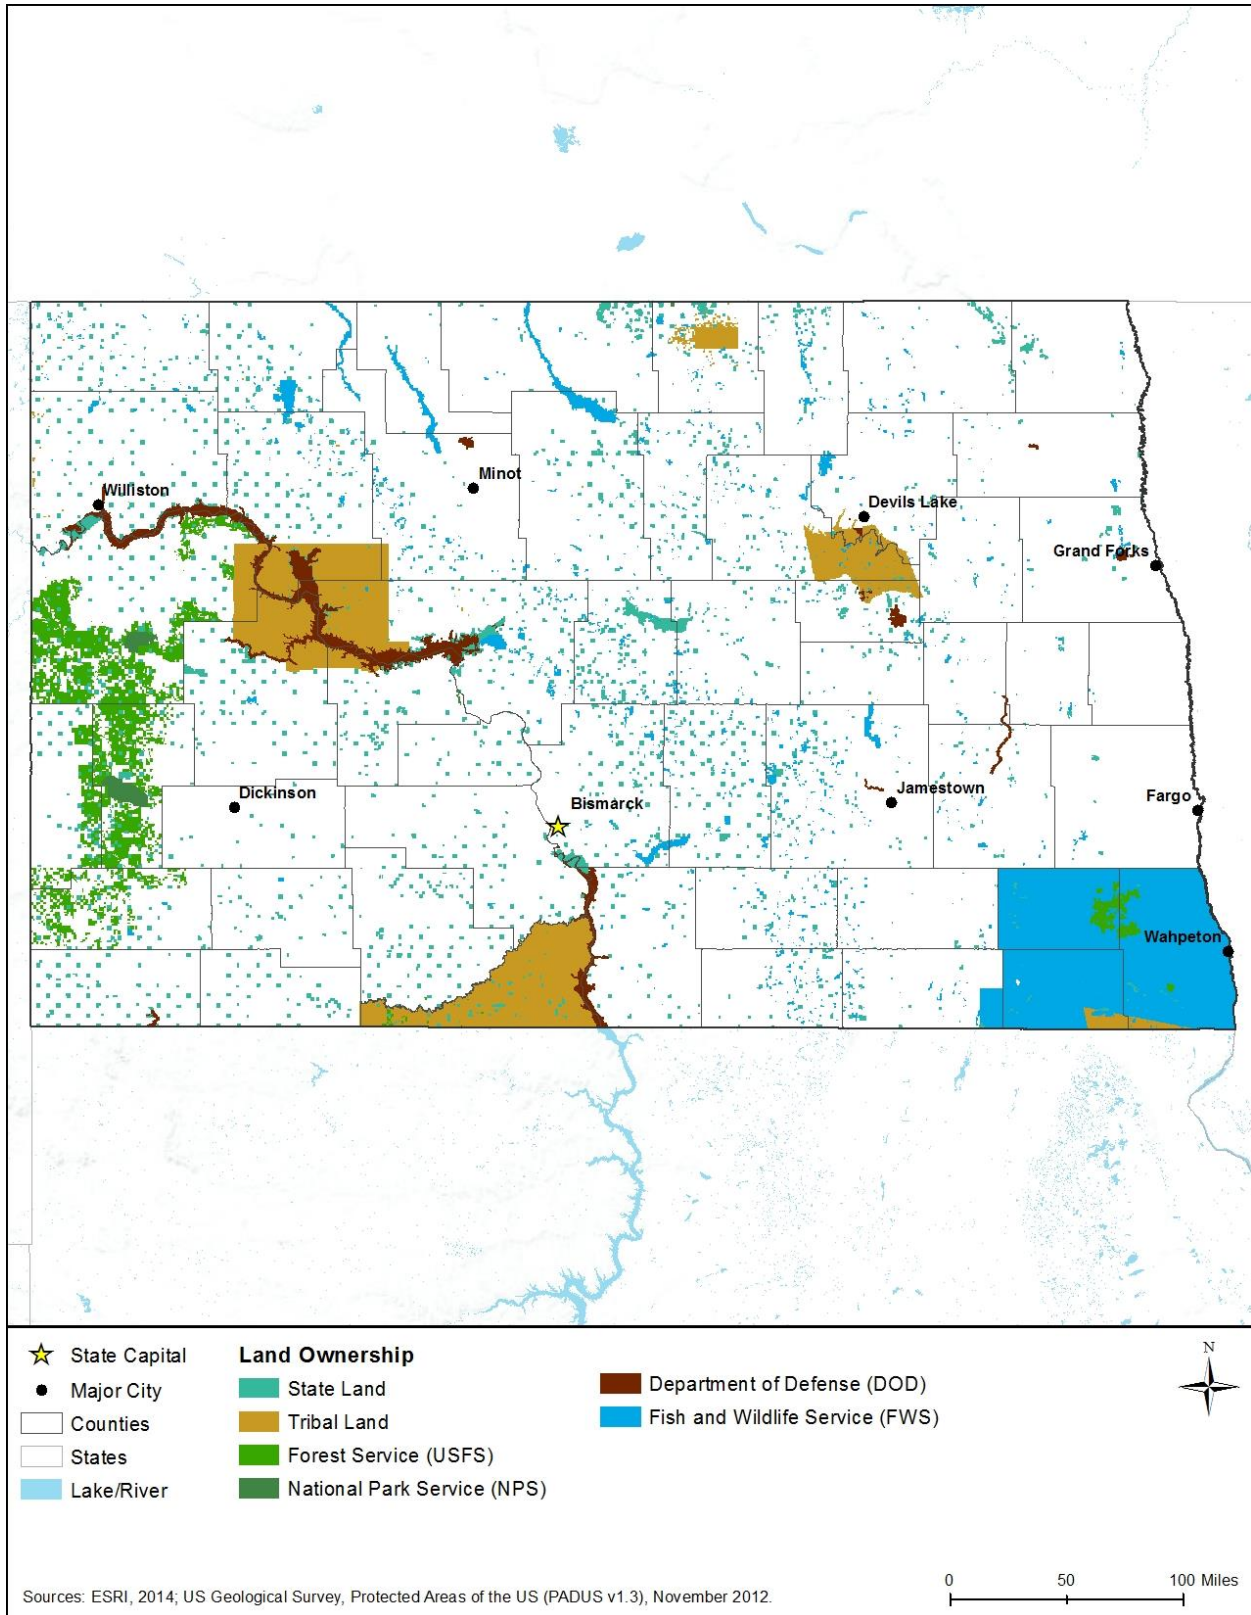 Williston
Minot
Devils Lake
Grand Forks
Dickinson
Bismarck
Jamestown
Fargo
Wahpeton
State Capital
Major City
Counties
States
Lake/River
Land Ownership
State Land
Tribal Land
Forest Service (USFS)
National Park Service (NPS)
Department of Defense (DOD)
Fish and Wildlife Service (FWS)
N
0 50 100 Miles
Sources: ESRI, 2014; US Geological Survey, Protected Areas of the US (PADUS v1.3), November 2012.